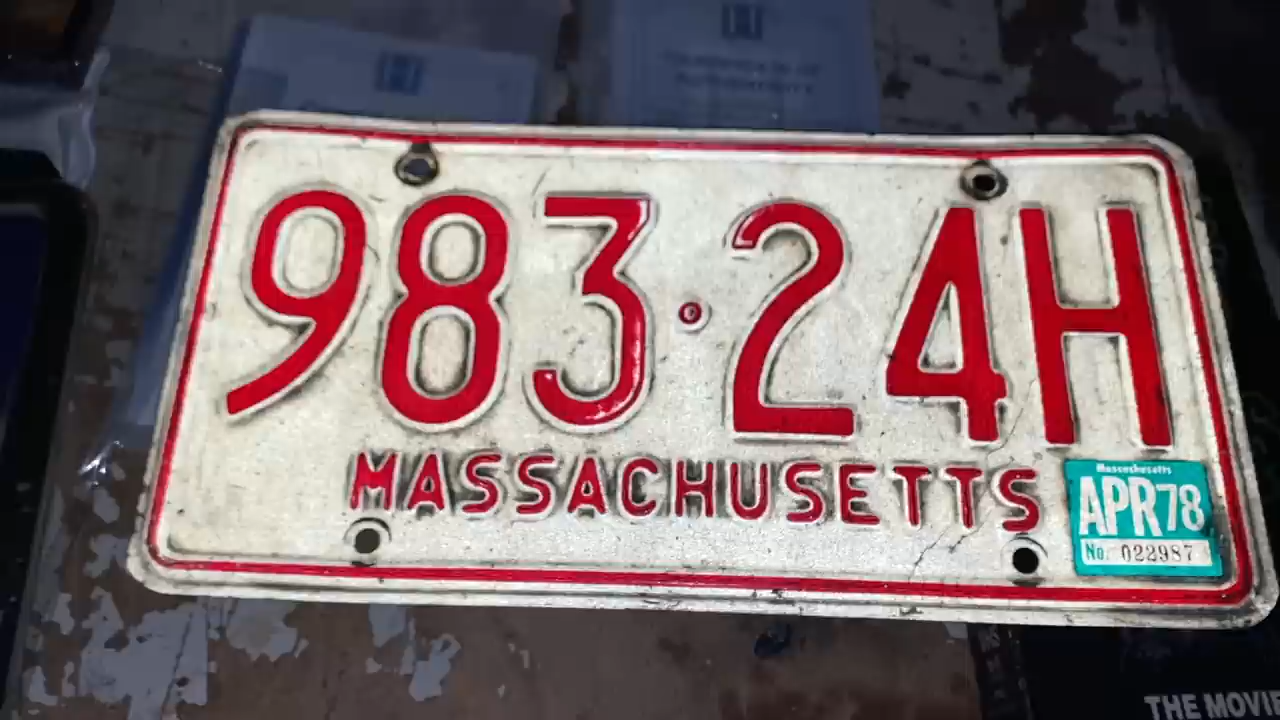 983·24H
MASSACHUSETTS
Massachusetts
APR78
No. 022987
THE MOVIE